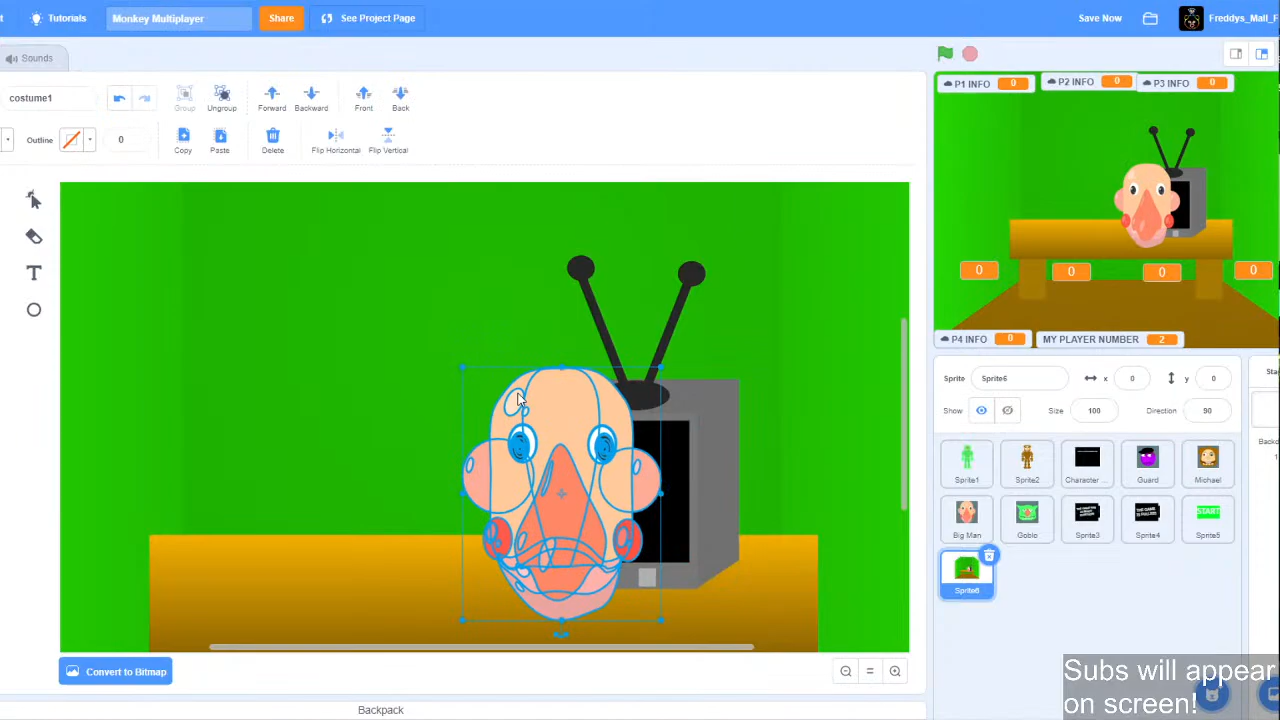 t Tutorials Monkey Multiplayer Share See Project Page Save Now Freddys_Mall_F
Sounds
costume1 Group Ungroup Forward Backward Front Back
Outline 0 Copy Paste Delete Flip Horizontal Flip Vertical
T
Convert to Bitmap
Backpack
P1 INFO 0 P2 INFO 0 P3 INFO 0
0 0 0 0
P4 INFO 0 MY PLAYER NUMBER 2
Sprite Sprite6 x 0 y 0
Show Size 100 Direction 90
Sprite1 Sprite2 Character ... Guard Michael
START
Big Man Goblo Sprite3 Sprite4 Sprite5
Sprite6
Sta
Backd
1
Subs will appear
on screen!